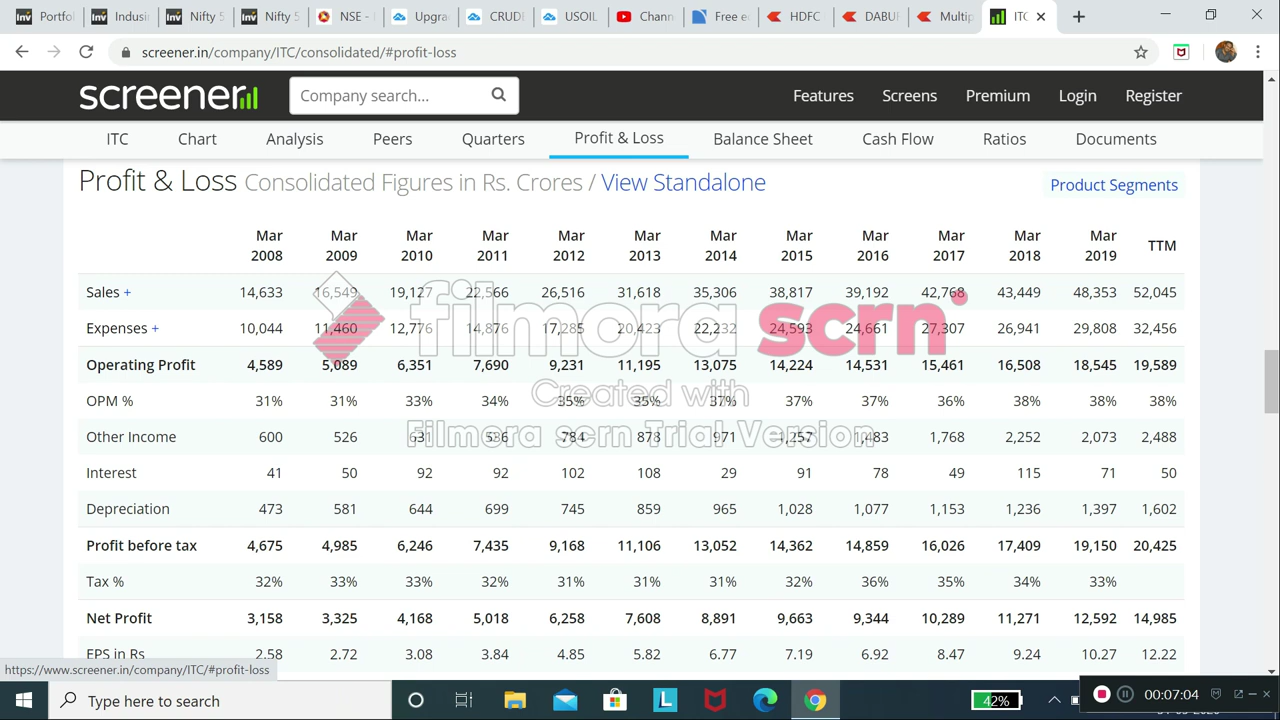 Portfo Indusin Nifty 5 Nifty 5 NSE - Upgra CRUDE USOIL Chann Free e HDFC DABU Multip ITC
screener.in/company/ITC/consolidated/#profit-loss
screener Company search... Features Screens Premium Login Register
ITC Chart Analysis Peers Quarters Profit & Loss Balance Sheet Cash Flow Ratios Documents
Profit & Loss Consolidated Figures in Rs. Crores / View Standalone Product Segments
Mar 2008 Mar 2009 Mar 2010 Mar 2011 Mar 2012 Mar 2013 Mar 2014 Mar 2015 Mar 2016 Mar 2017 Mar 2018 Mar 2019 TTM
Sales + 14,633 16,549 19,127 22,566 26,516 31,618 35,306 38,817 39,192 42,768 43,449 48,353 52,045
filmora scrn
Expenses + 10,044 11,460 12,776 14,876 17,285 20,423 22,232 24,593 24,661 27,307 26,941 29,808 32,456
Operating Profit 4,589 5,089 6,351 7,690 9,231 11,195 13,075 14,224 14,531 15,461 16,508 18,545 19,589
Created with
OPM % 31% 31% 33% 34% 35% 35% 37% 37% 37% 36% 38% 38% 38%
Filmora scrn Trial Version
Other Income 600 526 631 784 878 971 1,257 1,483 1,768 2,252 2,073 2,488
Interest 41 50 92 92 102 108 29 91 78 49 115 71 50
Depreciation 473 581 644 699 745 859 965 1,028 1,077 1,153 1,236 1,397 1,602
Profit before tax 4,675 4,985 6,246 7,435 9,168 11,106 13,052 14,362 14,859 16,026 17,409 19,150 20,425
Tax % 32% 33% 33% 32% 31% 31% 31% 32% 36% 35% 34% 33%
Net Profit 3,158 3,325 4,168 5,018 6,258 7,608 8,891 9,663 9,344 10,289 11,271 12,592 14,985
EPS in Rs 2.58 2.72 3.08 3.84 4.85 5.82 6.77 7.19 6.92 8.47 9.24 10.27 12.22
https://www.screener.in/company/ITC/#profit-loss
Type here to search 42% 00:07:04